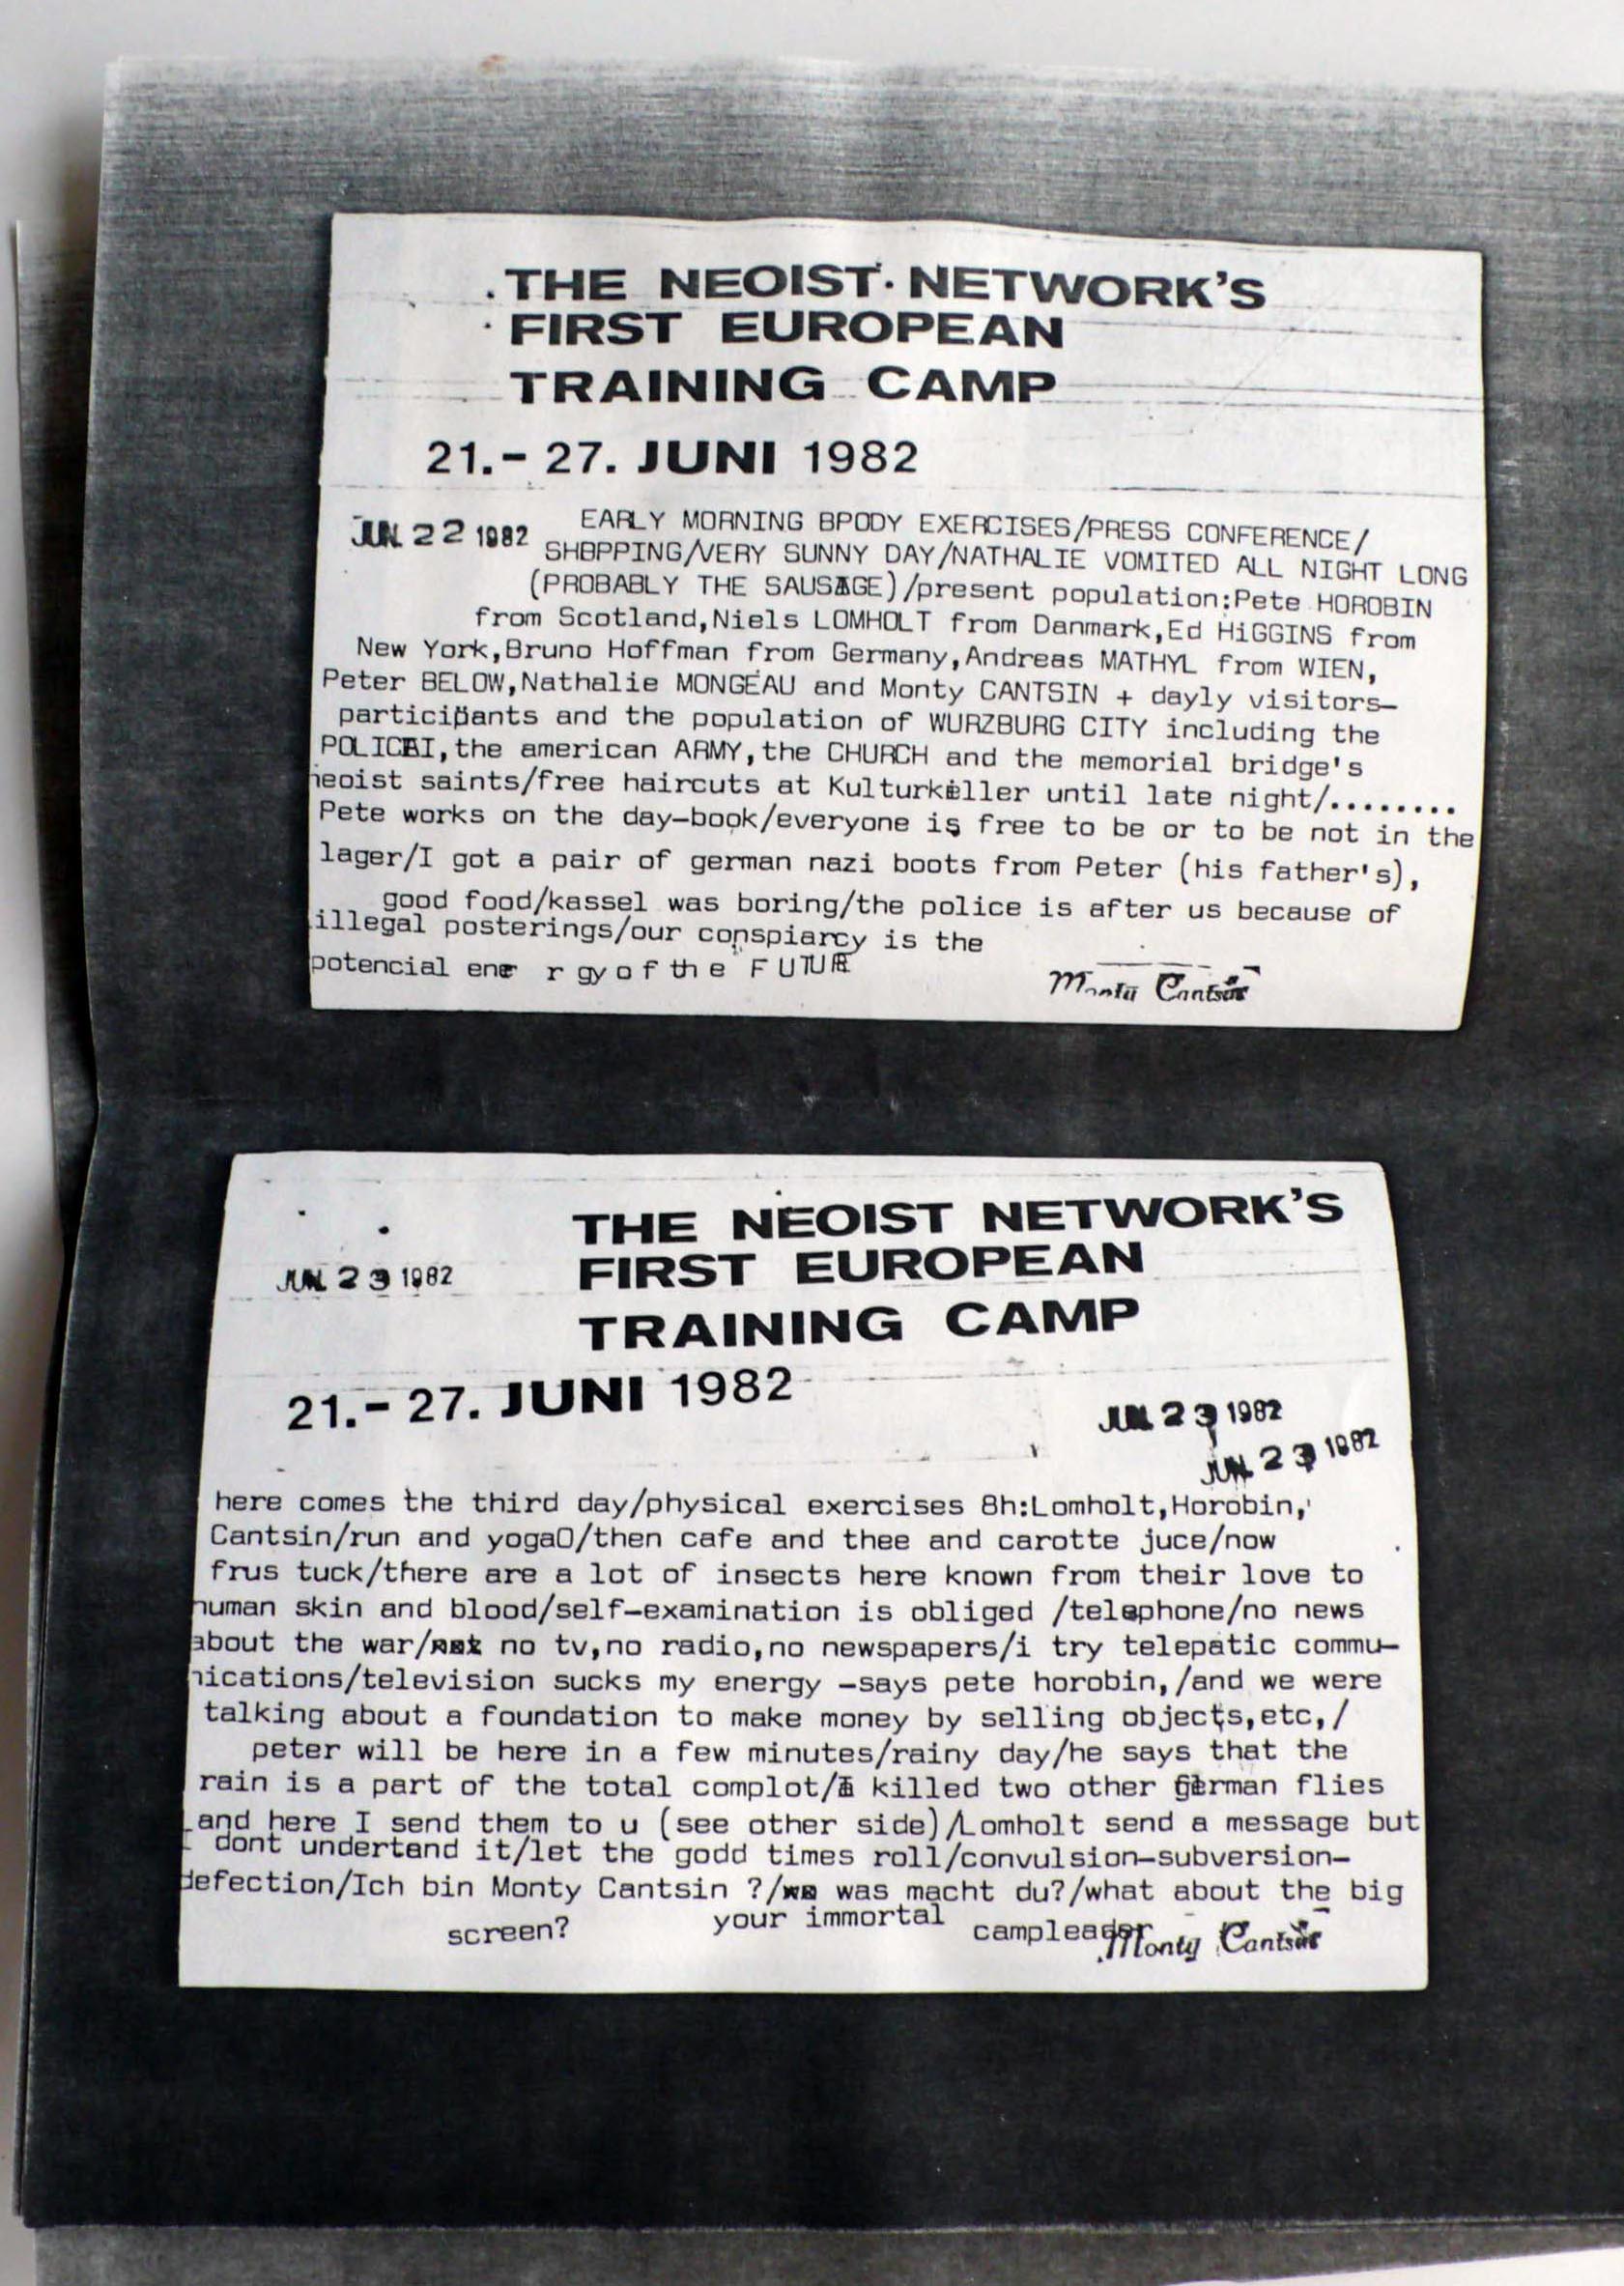 THE NEOIST NETWORK'S
FIRST EUROPEAN
TRAINING CAMP
21.- 27. JUNI 1982
JUN 22 1982
EARLY MORNING BPODY EXERCISES/PRESS CONFERENCE/
SHOPPING/VERY SUNNY DAY/NATHALIE VOMITED ALL NIGHT LONG
(PROBABLY THE SAUSAGE)/present population:Pete HOROBIN
from Scotland,Niels LOMHOLT from Danmark,Ed HiGGINS from
New York,Bruno Hoffman from Germany,Andreas MATHYL from WIEN,
Peter BELOW,Nathalie MONGEAU and Monty CANTSIN + dayly visitors-
participants and the population of WURZBURG CITY including the
POLICEI,the american ARMY,the CHURCH and the memorial bridge's
neoist saints/free haircuts at Kulturkeller until late night/........
Pete works on the day-book/everyone is free to be or to be not in the
lager/I got a pair of german nazi boots from Peter (his father's),
good food/kassel was boring/the police is after us because of
illegal posterings/our conspiarcy is the
potencial ener r gy o f th e F UTUR
Monty Cantsin
THE NEOIST NETWORK'S
FIRST EUROPEAN
TRAINING CAMP
JUN 23 1982
21.- 27. JUNI 1982
JUN 23 1982
JUN 23 1982
here comes the third day/physical exercises 8h:Lomholt,Horobin,
Cantsin/run and yogaO/then cafe and thee and carotte juce/now
frus tuck/there are a lot of insects here known from their love to
human skin and blood/self-examination is obliged /telephone/no news
about the war/ no tv,no radio,no newspapers/i try telepatic commu-
nications/television sucks my energy -says pete horobin,/and we were
talking about a foundation to make money by selling objects,etc,/
peter will be here in a few minutes/rainy day/he says that the
rain is a part of the total complot/I killed two other german flies
and here I send them to u (see other side)/Lomholt send a message but
I dont undertand it/let the godd times roll/convulsion-subversion-
defection/Ich bin Monty Cantsin ?/ was macht du?/what about the big
screen? your immortal campleader
Monty Cantsin